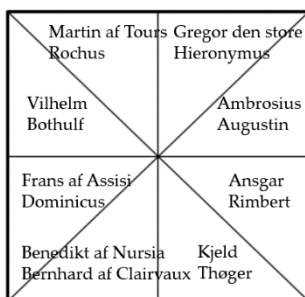 Martin af Tours
Rochus
Gregor den store
Hieronymus
Vilhelm
Bothulf
Ambrosius
Augustin
Frans af Assisi
Dominicus
Ansgar
Rimbert
Benedikt af Nursia
Bernhard af Clairvaux
Kjeld
Thøger